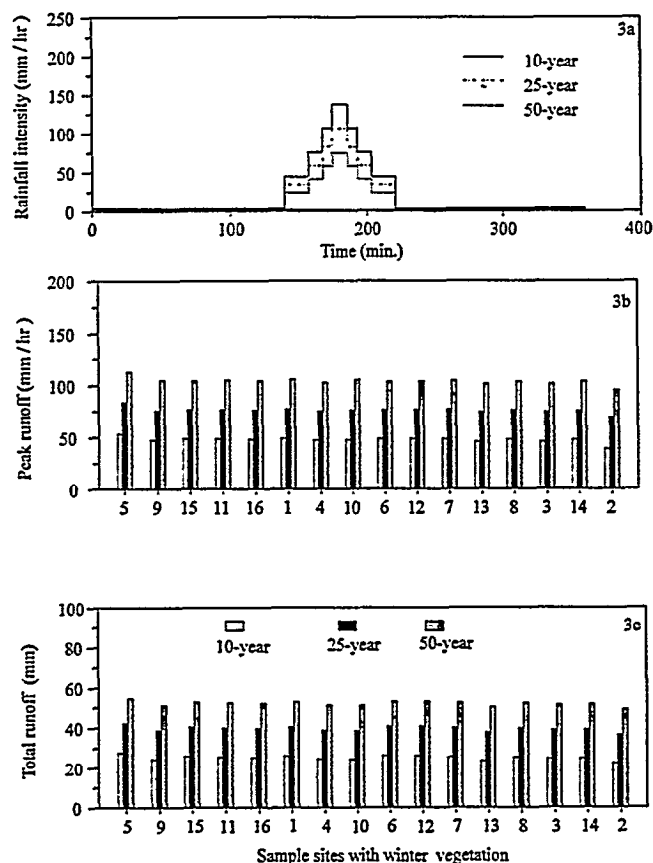 3a
Rainfall intensity (mm / hr)
250
200
150
100
50
0
10-year
25-year
50-year
0 100 200 300 400
Time (min.)
3b
Peak runoff (mm / hr)
200
150
100
50
0
5 9 15 11 16 1 4 10 6 12 7 13 8 3 14 2
3c
Total runoff (mm)
100
80
60
40
20
0
10-year 25-year 50-year
5 9 15 11 16 1 4 10 6 12 7 13 8 3 14 2
Sample sites with winter vegetation